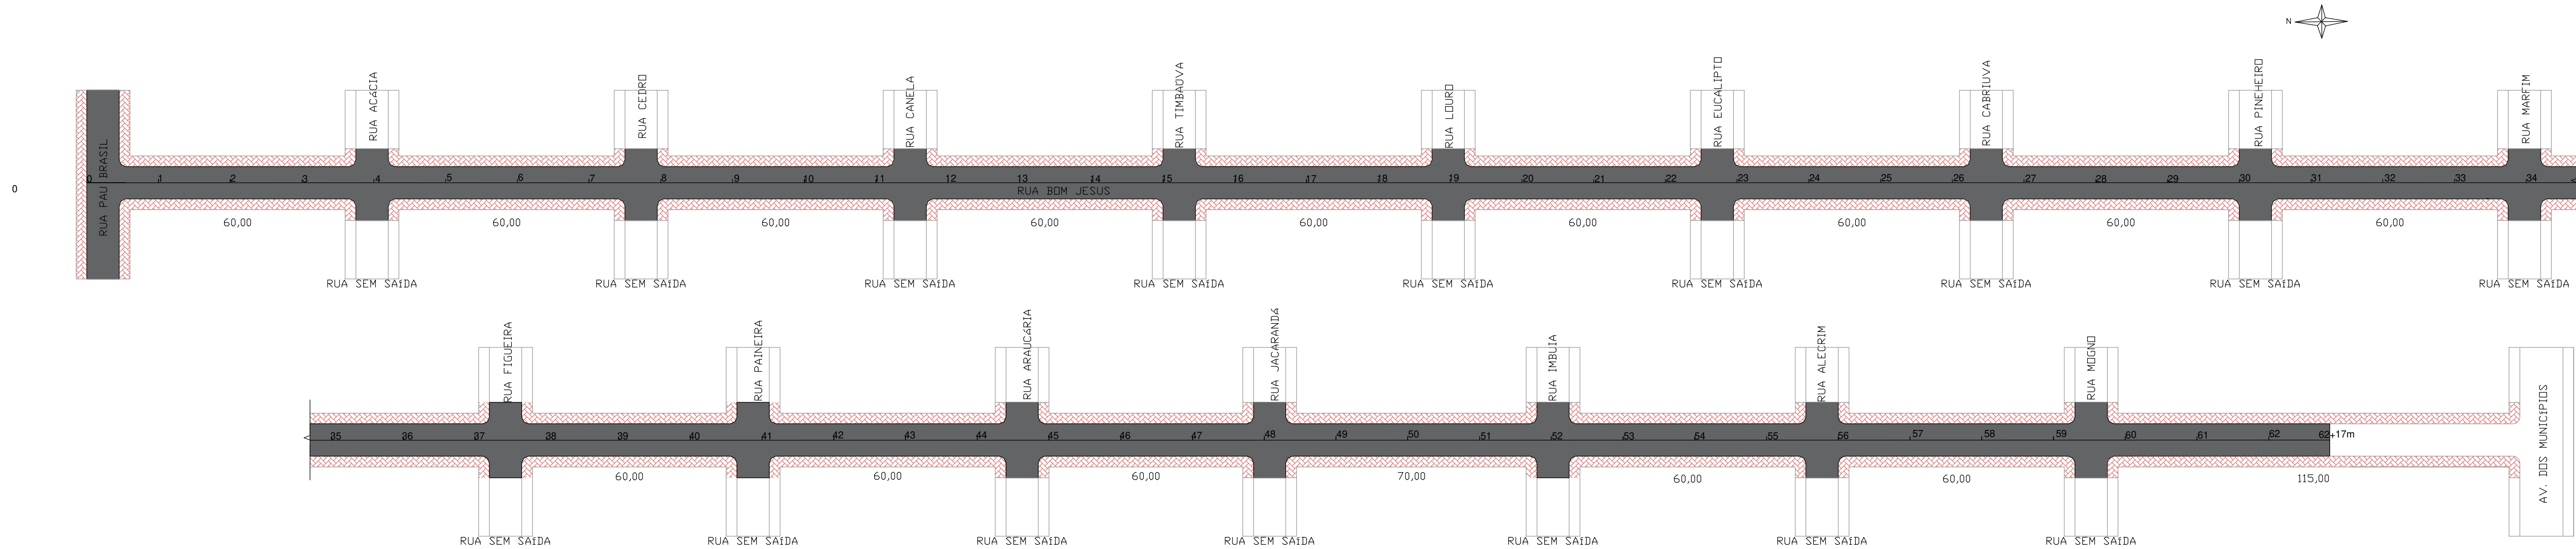 N
RUA ACáCIA
RUA CEDRO
RUA CANELA
RUA TIMBAÚVA
RUA LOURO
RUA EUCALIPTO
RUA CABRIUVA
RUA PINEHEIRO
RUA MARFIM
RUA PAU BRASIL
0
0 1 2 3 4 5 6 7 8 9 10 11 12 13 14 15 16 17 18 19 20 21 22 23 24 25 26 27 28 29 30 31 32 33 34
RUA BOM JESUS
60,00 60,00 60,00 60,00 60,00 60,00 60,00 60,00 60,00
RUA SEM SAíDA RUA SEM SAíDA RUA SEM SAíDA RUA SEM SAíDA RUA SEM SAíDA RUA SEM SAíDA RUA SEM SAíDA RUA SEM SAíDA RUA SEM SAíDA
RUA FIGUEIRA
RUA PAINEIRA
RUA ARAUCáRIA
RUA JACARANDá
RUA IMBUIA
RUA ALECRIM
RUA MOGNO
AV. DOS MUNICíPIOS
35 36 37 38 39 40 41 42 43 44 45 46 47 48 49 50 51 52 53 54 55 56 57 58 59 60 61 62 62+17m
60,00 60,00 60,00 70,00 60,00 60,00 115,00
RUA SEM SAíDA RUA SEM SAíDA RUA SEM SAíDA RUA SEM SAíDA RUA SEM SAíDA RUA SEM SAíDA RUA SEM SAíDA